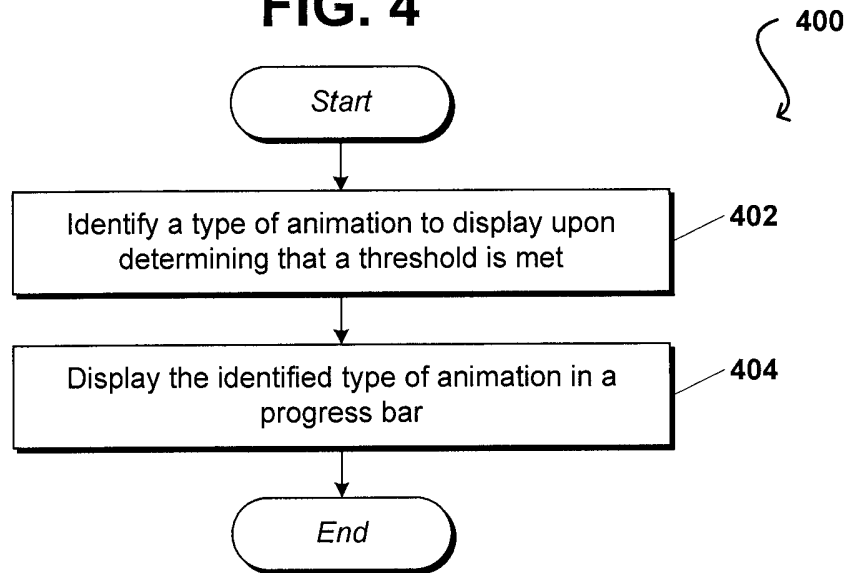 FIG. 4
400
Start
Identify a type of animation to display upon
determining that a threshold is met
402
Display the identified type of animation in a
progress bar
404
End